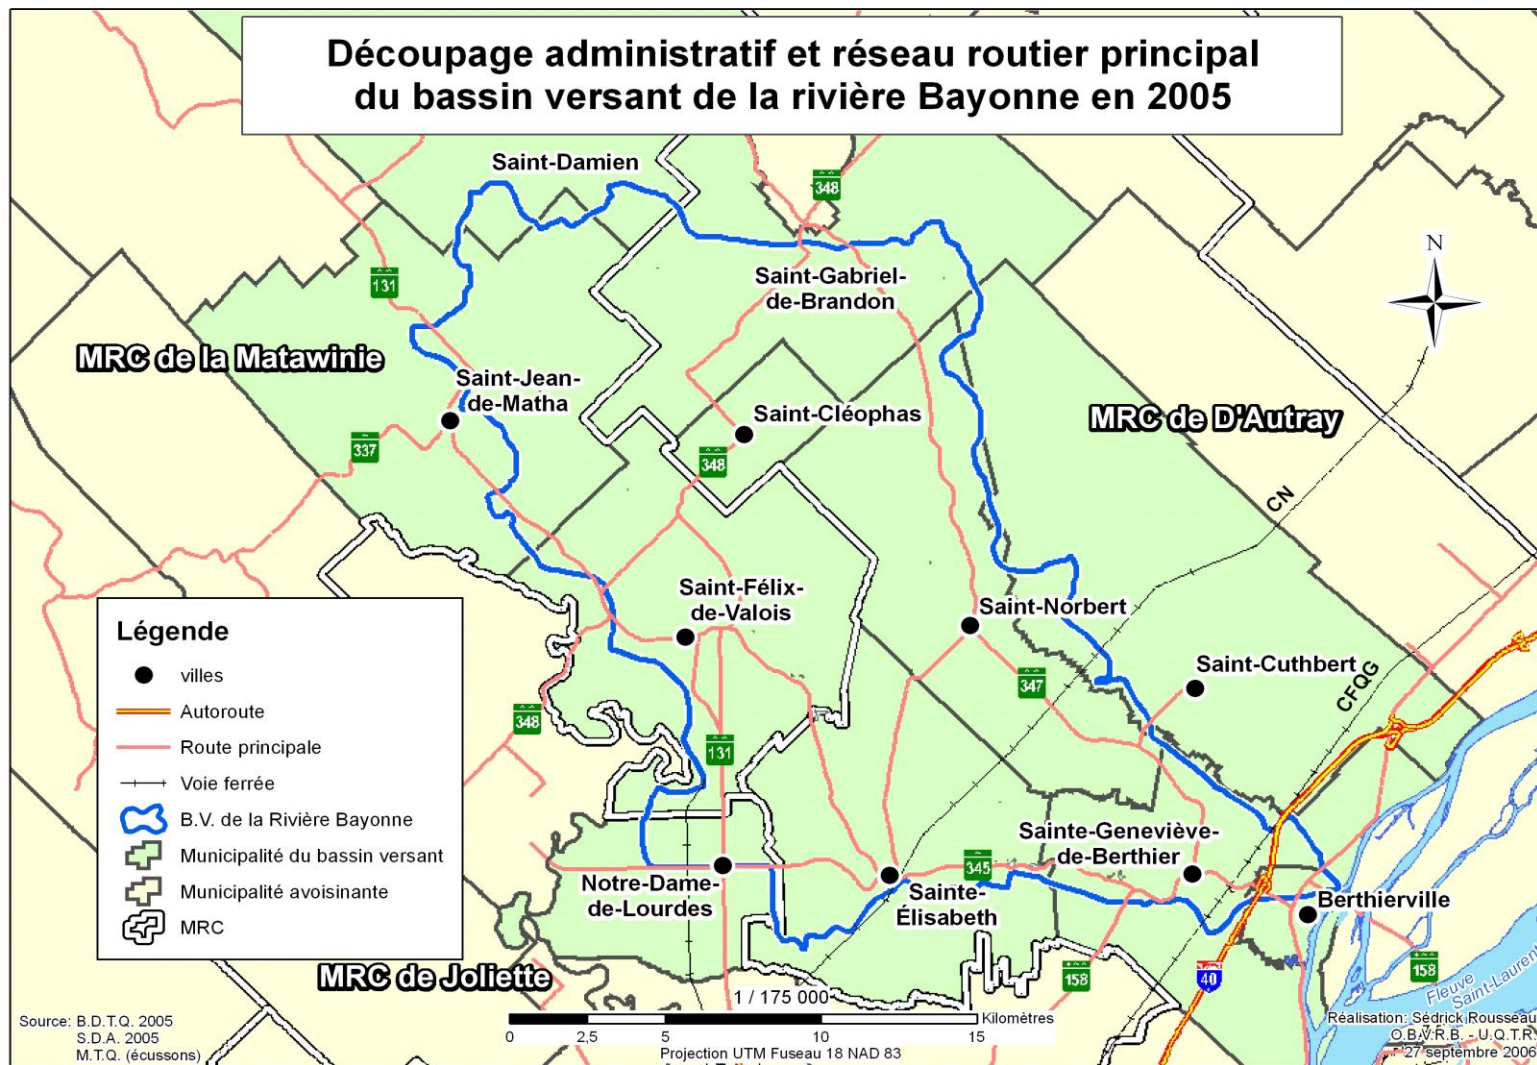 Découpage administratif et réseau routier principal
du bassin versant de la rivière Bayonne en 2005
Saint-Damien
348
N
131
Saint-Gabriel-
de-Brandon
MRC de la Matawinie
Saint-Jean-
de-Matha
Saint-Cléophas
MRC de D'Autray
337
348
CN
Saint-Félix-
de-Valois
Saint-Norbert
Saint-Cuthbert
347
CFQG
348
131
Légende
villes
Autoroute
Route principale
Voie ferrée
B.V. de la Rivière Bayonne
Municipalité du bassin versant
Municipalité avoisinante
MRC
Sainte-Geneviève-
de-Berthier
345
Notre-Dame-
de-Lourdes
Sainte-
Élisabeth
Berthierville
MRC de Joliette
158
40
158
Fleuve
Saint-Laurent
1 / 175 000
Kilomètres
0 2,5 5 10 15
Projection UTM Fuseau 18 NAD 83
Source: B.D.T.Q. 2005
S.D.A. 2005
M.T.Q. (écussons)
Réalisation: Sédrick Rousseau
O.B.V.R.B. - U.Q.T.R.
27 septembre 2006